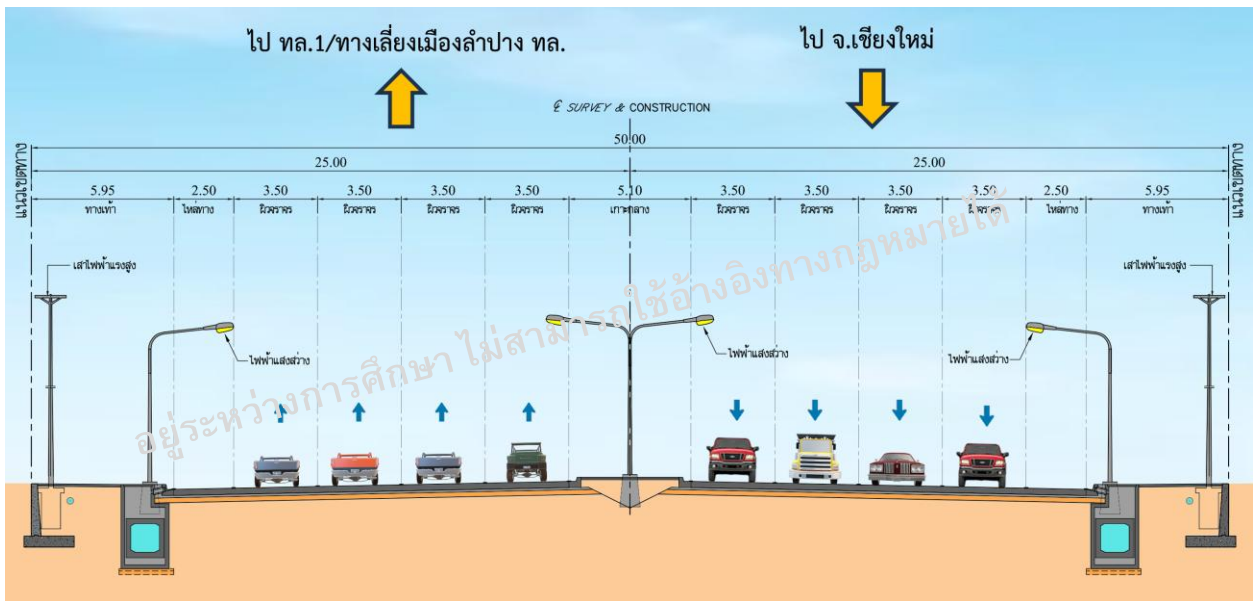 ไป ทล.1/ทางเลี่ยงเมืองลำปาง ทล.
ไป จ.เชียงใหม่
℄ SURVEY & CONSTRUCTION
50.00
25.00 25.00
5.95 2.50 3.50 3.50 3.50 3.50 5.10 3.50 3.50 3.50 3.50 2.50 5.95
ทางเท้า ไหล่ทาง ผิวจราจร ผิวจราจร ผิวจราจร ผิวจราจร เกาะกลาง ผิวจราจร ผิวจราจร ผิวจราจร ผิวจราจร ไหล่ทาง ทางเท้า
แนวเขตทาง
แนวเขตทาง
เสาไฟฟ้าแรงสูง
เสาไฟฟ้าแรงสูง
ไฟฟ้าแสงสว่าง
ไฟฟ้าแสงสว่าง
ไฟฟ้าแสงสว่าง
อยู่ระหว่างการศึกษา ไม่สามารถใช้อ้างอิงทางกฎหมายได้